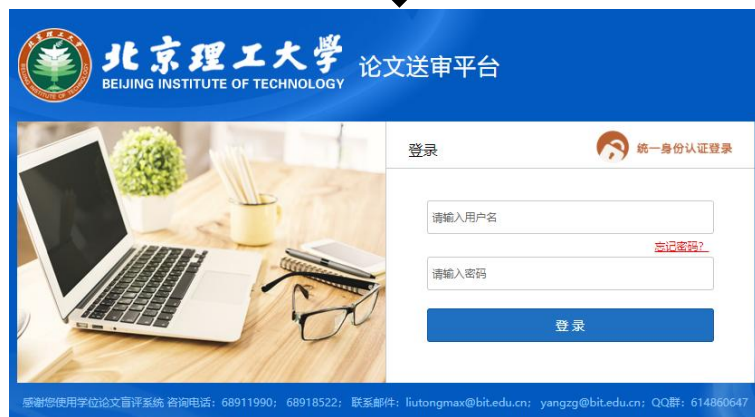 北京理工大学
BEIJING INSTITUTE OF TECHNOLOGY
论文送审平台
登录
统一身份认证登录
请输入用户名
忘记密码?
请输入密码
登 录
感谢您使用学位论文盲评系统 咨询电话：68911990； 68918522； 联系邮件：liutongmax@bit.edu.cn； yangzg@bit.edu.cn；QQ群：614860647